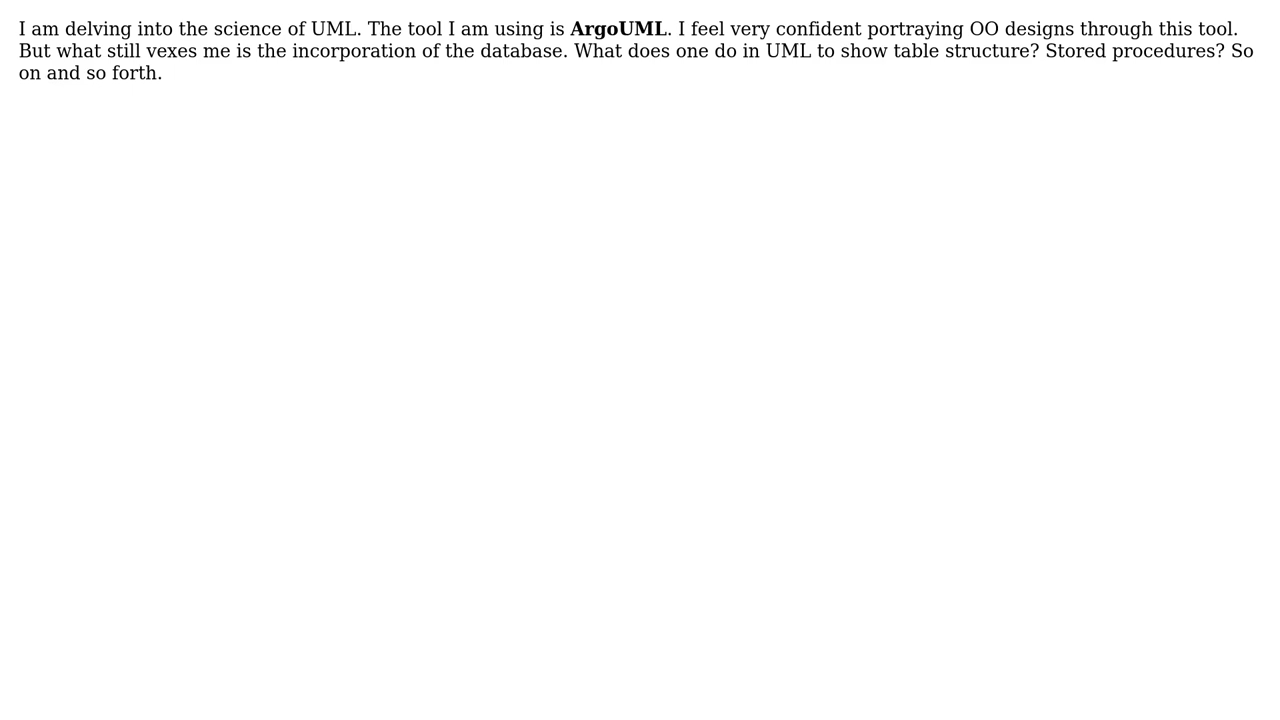 I am delving into the science of UML. The tool I am using is ArgoUML. I feel very confident portraying OO designs through this tool.
But what still vexes me is the incorporation of the database. What does one do in UML to show table structure? Stored procedures? So
on and so forth.